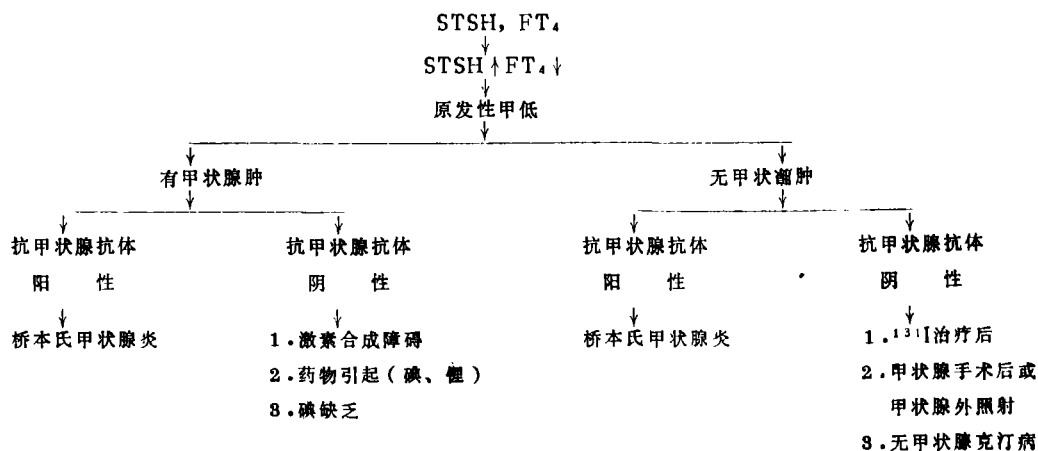 STSH, FT₄
STSH↑FT₄↓
原发性甲低
有甲状腺肿
无甲状腺肿
抗甲状腺抗体
阳 性
抗甲状腺抗体
阴 性
抗甲状腺抗体
阳 性
抗甲状腺抗体
阴 性
桥本氏甲状腺炎
1.激素合成障碍
2.药物引起(碘、锂)
3.碘缺乏
桥本氏甲状腺炎
1.¹³¹I治疗后
2.甲状腺手术后或
甲状腺外照射
3.无甲状腺克汀病